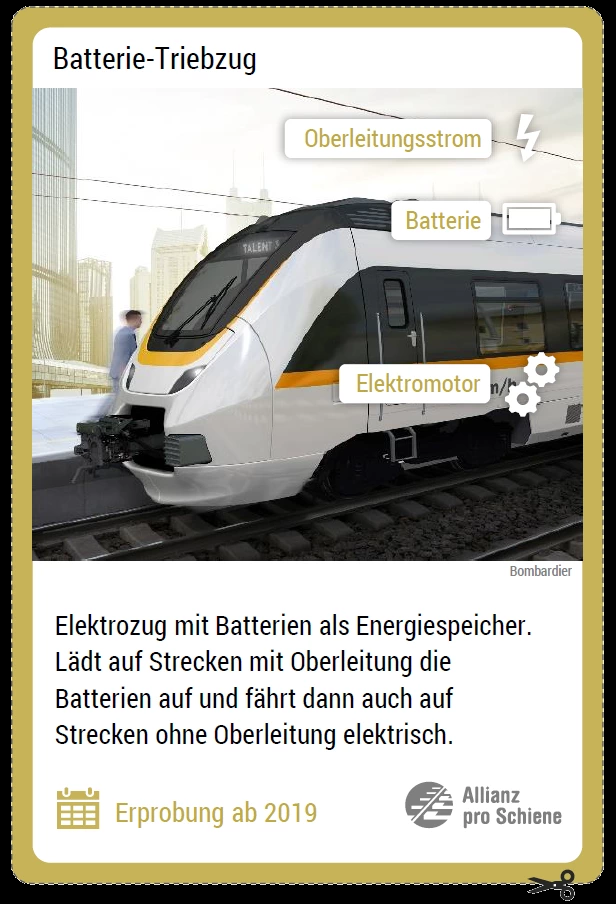 Batterie-Triebzug
Oberleitungsstrom
Batterie
TALENT 3
Elektromotor
m/h
Bombardier
Elektrozug mit Batterien als Energiespeicher.
Lädt auf Strecken mit Oberleitung die
Batterien auf und fährt dann auch auf
Strecken ohne Oberleitung elektrisch.
Erprobung ab 2019
Allianz
pro Schiene